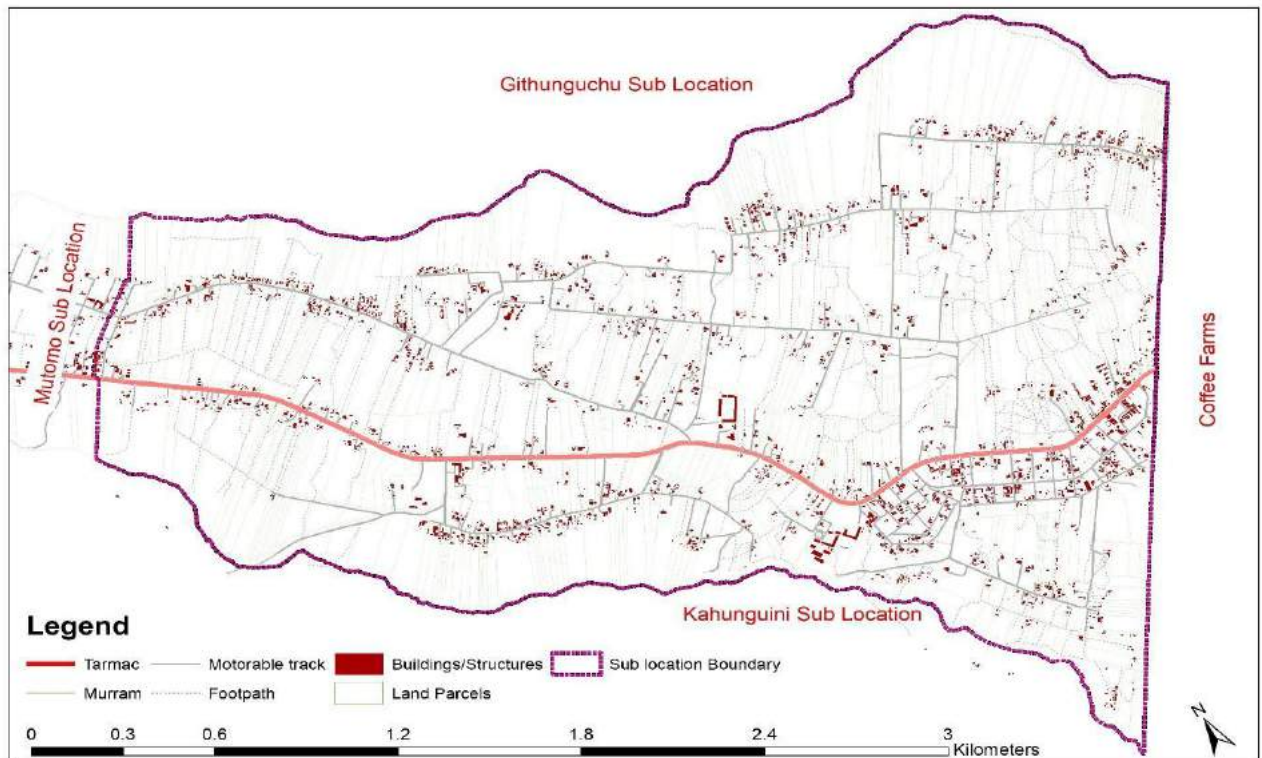 Githunguchu Sub Location
Mutomo Sub Location
Coffee Farms
Kahunguini Sub Location
Legend
Tarmac
Motorable track
Buildings/Structures
Sub location Boundary
Murram
Footpath
Land Parcels
0 0.3 0.6 1.2 1.8 2.4 3
Kilometers
N